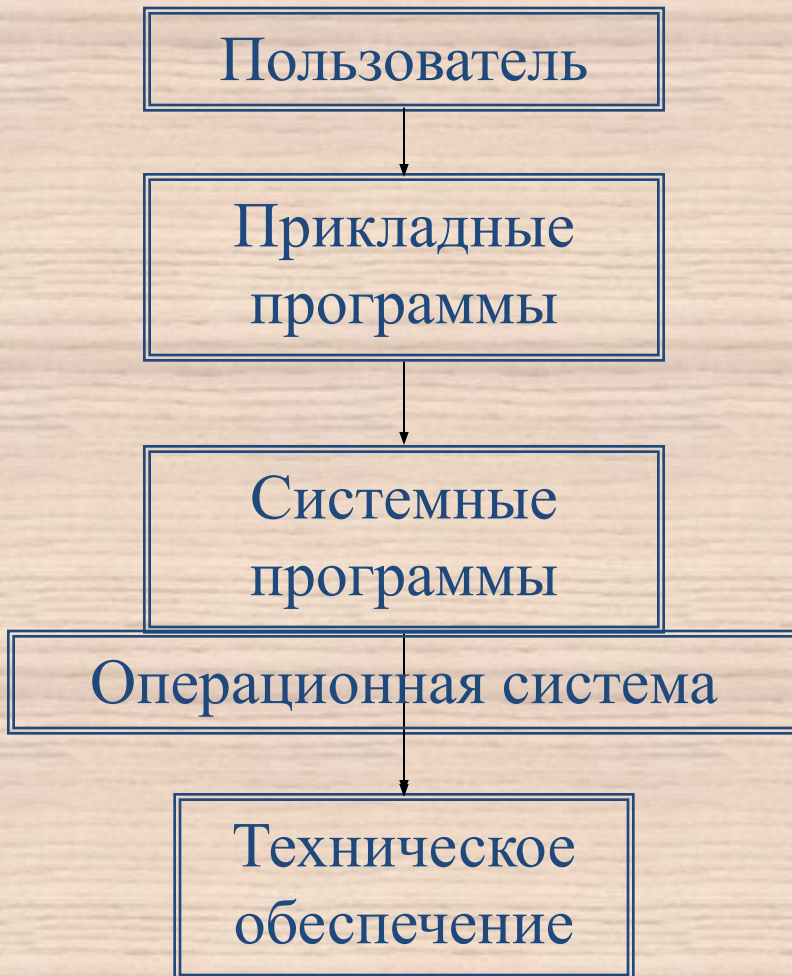 Пользователь
Прикладные
программы
Системные
программы
Операционная система
Техническое
обеспечение